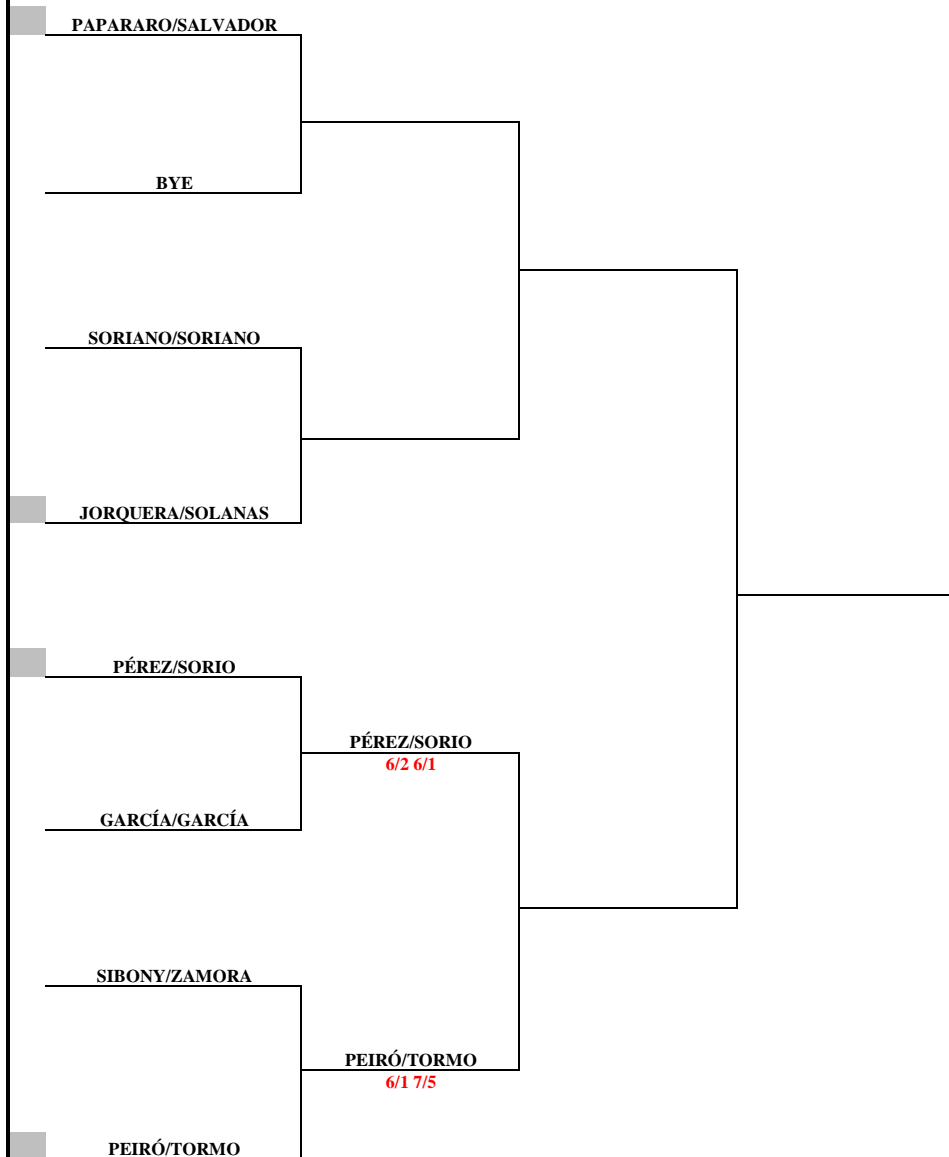 PAPARARO/SALVADOR
BYE
SORIANO/SORIANO
JORQUERA/SOLANAS
PÉREZ/SORIO
PÉREZ/SORIO
6/2 6/1
GARCÍA/GARCÍA
SIBONY/ZAMORA
PEIRÓ/TORMO
6/1 7/5
PEIRÓ/TORMO